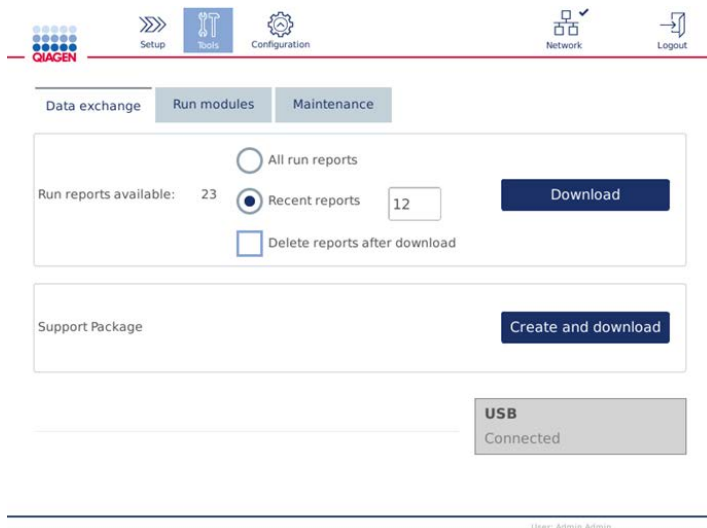 QIAGEN
Setup
Tools
Configuration
Network
Logout
Data exchange
Run modules
Maintenance
All run reports
Run reports available: 23
Recent reports 12
Download
Delete reports after download
Support Package
Create and download
USB
Connected
User: Admin Admin